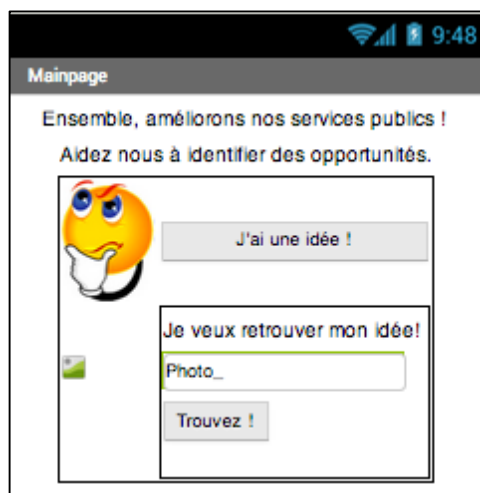 9:48
Mainpage
Ensemble, améliorons nos services publics !
Aidez nous à identifier des opportunités.
J'ai une idée !
Je veux retrouver mon idée!
Photo_
Trouvez !